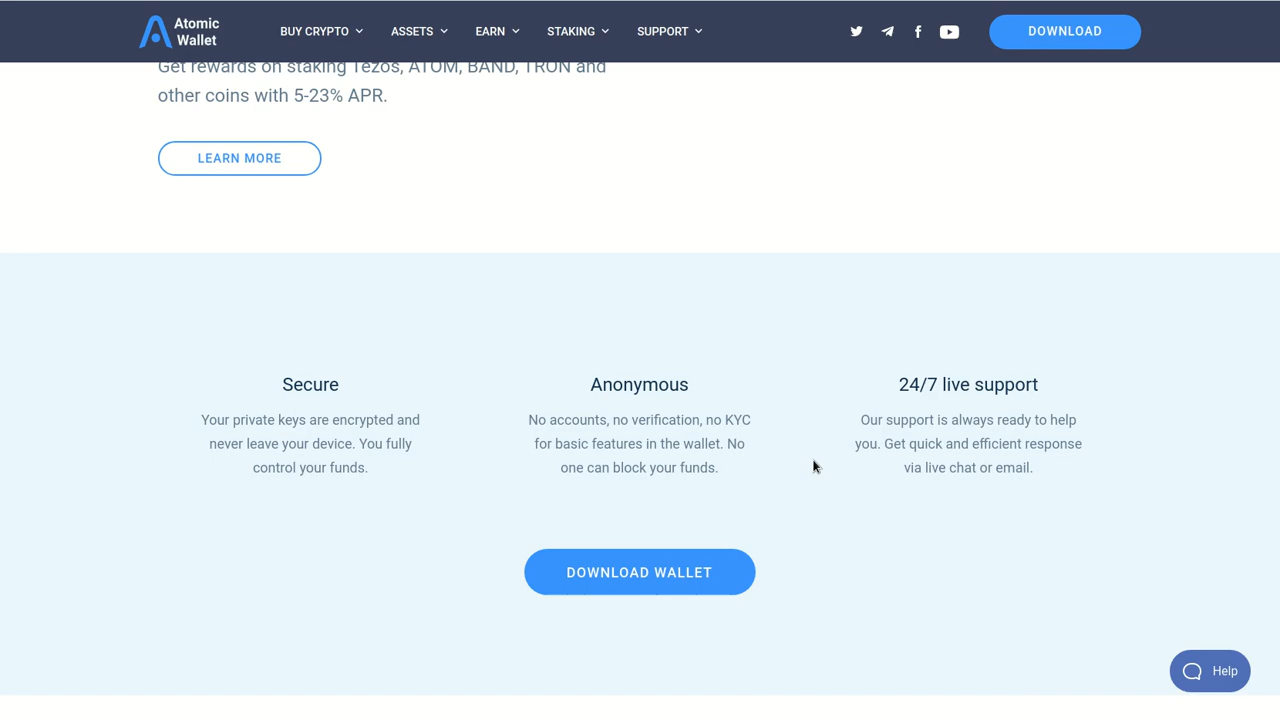 Atomic
Wallet
BUY CRYPTO
ASSETS
EARN
STAKING
SUPPORT
DOWNLOAD
Get rewards on staking Tezos, ATOM, BAND, TRON and
other coins with 5-23% APR.
LEARN MORE
Secure
Your private keys are encrypted and
never leave your device. You fully
control your funds.
Anonymous
No accounts, no verification, no KYC
for basic features in the wallet. No
one can block your funds.
24/7 live support
Our support is always ready to help
you. Get quick and efficient response
via live chat or email.
DOWNLOAD WALLET
Help